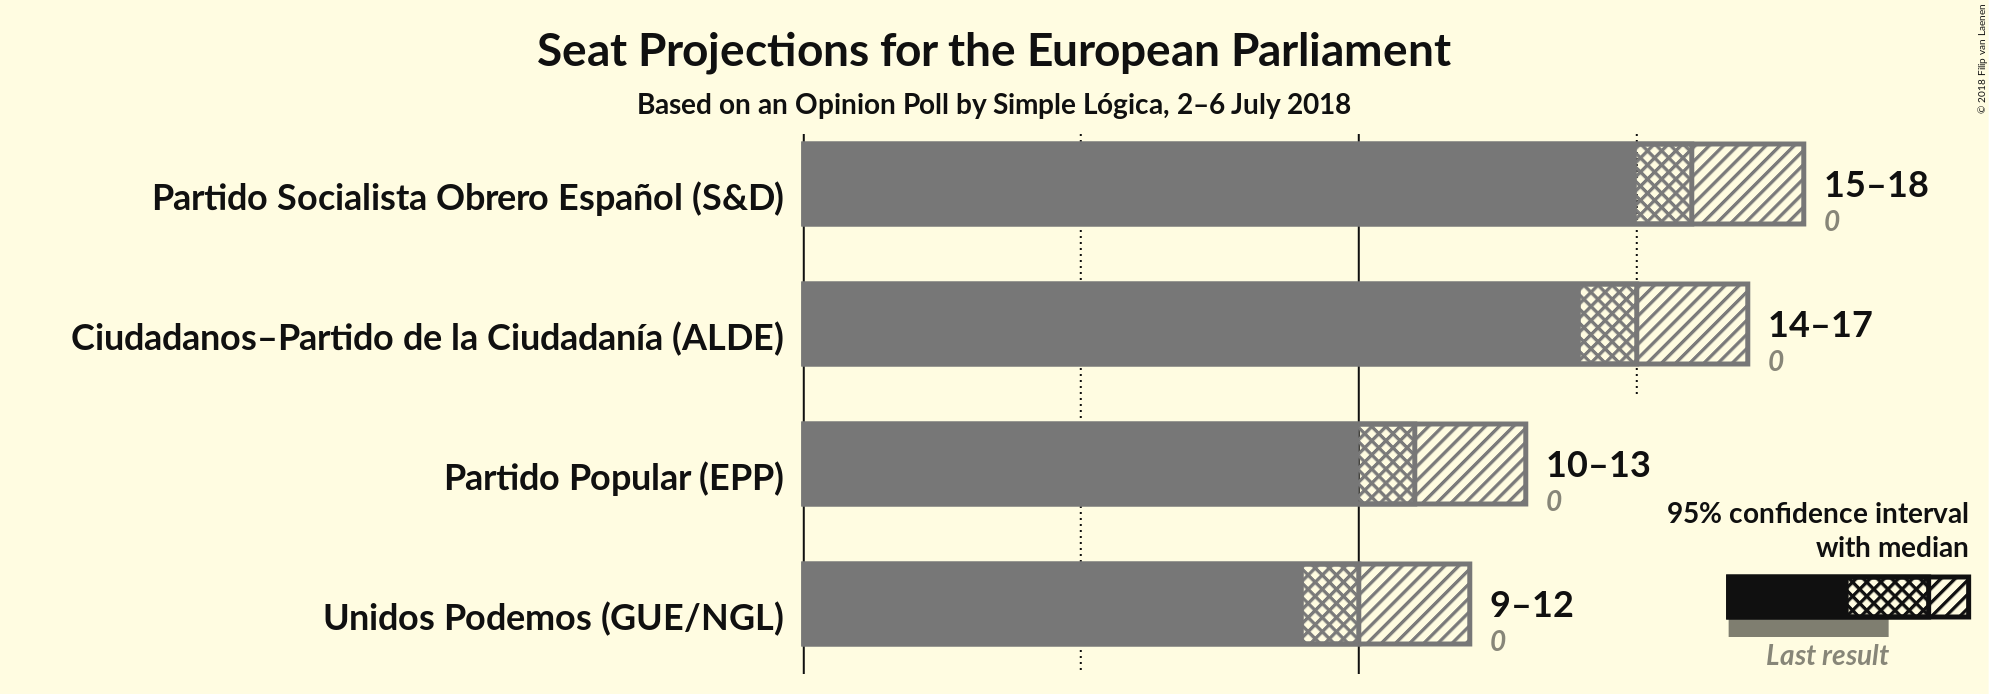 Seat Projections for the European Parliament
Based on an Opinion Poll by Simple Lógica, 2–6 July 2018
© 2018 Filip van Laenen
Partido Socialista Obrero Español (S&D)
15–18
0
Ciudadanos–Partido de la Ciudadanía (ALDE)
14–17
0
Partido Popular (EPP)
10–13
0
Unidos Podemos (GUE/NGL)
9–12
0
95% confidence interval
with median
Last result